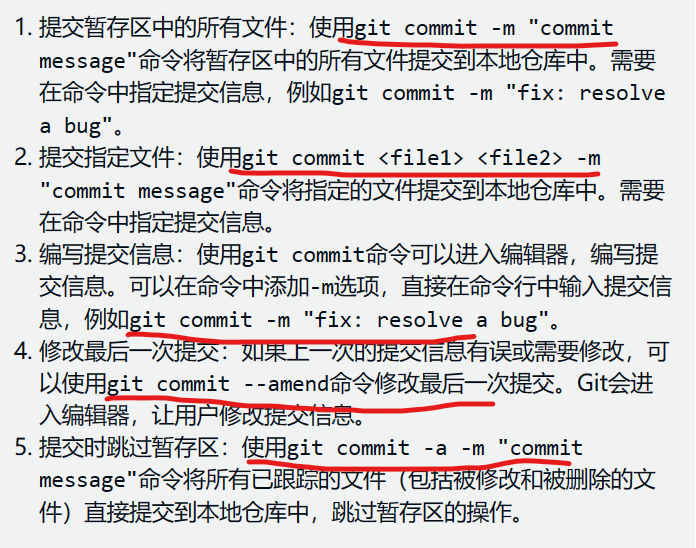 1. 提交暂存区中的所有文件：使用git commit -m "commit
message"命令将暂存区中的所有文件提交到本地仓库中。需要
在命令中指定提交信息，例如git commit -m "fix: resolve
a bug"。
2. 提交指定文件：使用git commit <file1> <file2> -m
"commit message"命令将指定的文件提交到本地仓库中。需要
在命令中指定提交信息。
3. 编写提交信息：使用git commit命令可以进入编辑器，编写提
交信息。可以在命令中添加-m选项，直接在命令行中输入提交信
息，例如git commit -m "fix: resolve a bug"。
4. 修改最后一次提交：如果上一次的提交信息有误或需要修改，可
以使用git commit --amend命令修改最后一次提交。Git会进
入编辑器，让用户修改提交信息。
5. 提交时跳过暂存区：使用git commit -a -m "commit
message"命令将所有已跟踪的文件（包括被修改和被删除的文
件）直接提交到本地仓库中，跳过暂存区的操作。